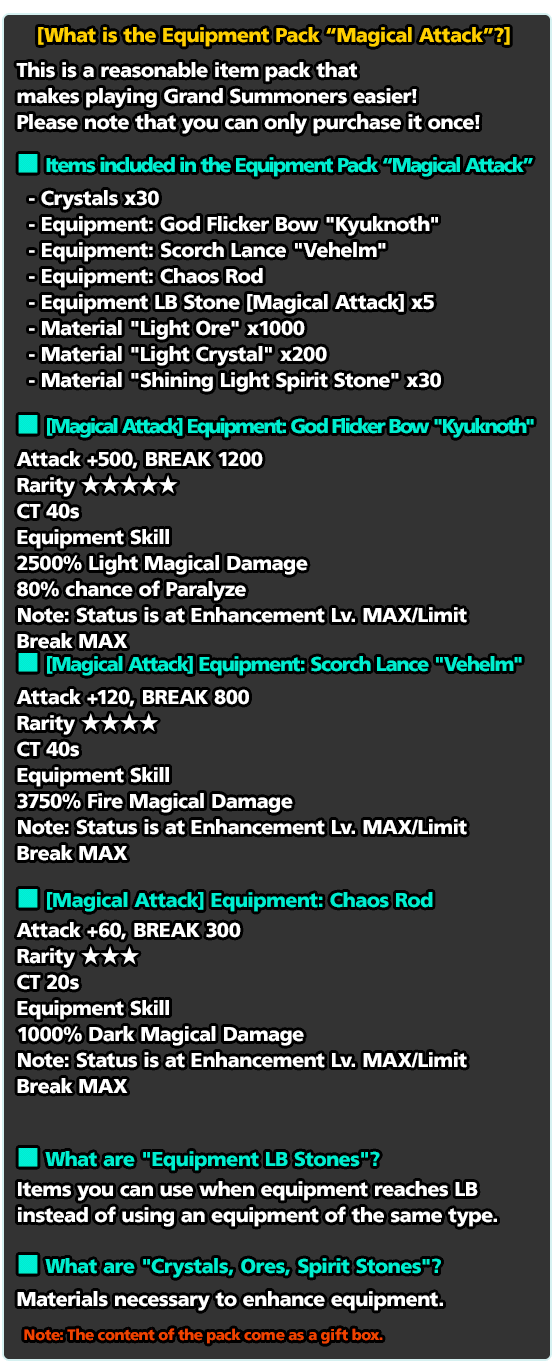 [What is the Equipment Pack “Magical Attack”?]
This is a reasonable item pack that
makes playing Grand Summoners easier!
Please note that you can only purchase it once!
■ Items included in the Equipment Pack “Magical Attack”
- Crystals x30
- Equipment: God Flicker Bow "Kyuknoth"
- Equipment: Scorch Lance "Vehelm"
- Equipment: Chaos Rod
- Equipment LB Stone [Magical Attack] x5
- Material "Light Ore" x1000
- Material "Light Crystal" x200
- Material "Shining Light Spirit Stone" x30
■ [Magical Attack] Equipment: God Flicker Bow "Kyuknoth"
Attack +500, BREAK 1200
Rarity ★★★★★
CT 40s
Equipment Skill
2500% Light Magical Damage
80% chance of Paralyze
Note: Status is at Enhancement Lv. MAX/Limit
Break MAX
■ [Magical Attack] Equipment: Scorch Lance "Vehelm"
Attack +120, BREAK 800
Rarity ★★★★
CT 40s
Equipment Skill
3750% Fire Magical Damage
Note: Status is at Enhancement Lv. MAX/Limit
Break MAX
■ [Magical Attack] Equipment: Chaos Rod
Attack +60, BREAK 300
Rarity ★★★
CT 20s
Equipment Skill
1000% Dark Magical Damage
Note: Status is at Enhancement Lv. MAX/Limit
Break MAX
■ What are "Equipment LB Stones"?
Items you can use when equipment reaches LB
instead of using an equipment of the same type.
■ What are "Crystals, Ores, Spirit Stones"?
Materials necessary to enhance equipment.
Note: The content of the pack come as a gift box.